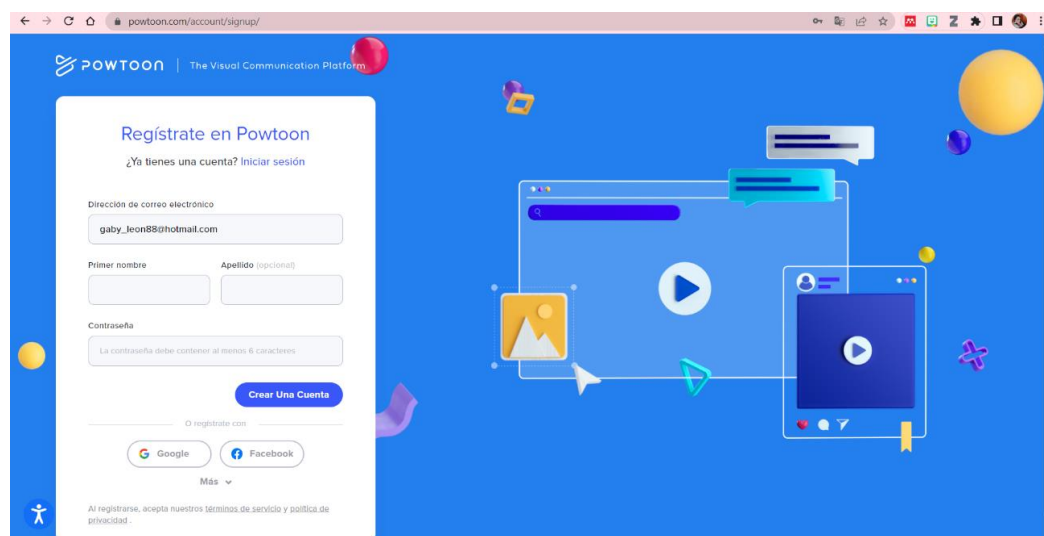 powtoon.com/account/signup/
POWTOON | The Visual Communication Platform
Regístrate en Powtoon
¿Ya tienes una cuenta? Iniciar sesión
Dirección de correo electrónico
gaby_leon88@hotmail.com
Primer nombre
Apellido (opcional)
Contraseña
La contraseña debe contener al menos 6 caracteres
Crear Una Cuenta
O regístrate con
Google
Facebook
Más
Al registrarse, acepta nuestros términos de servicio y política de
privacidad .